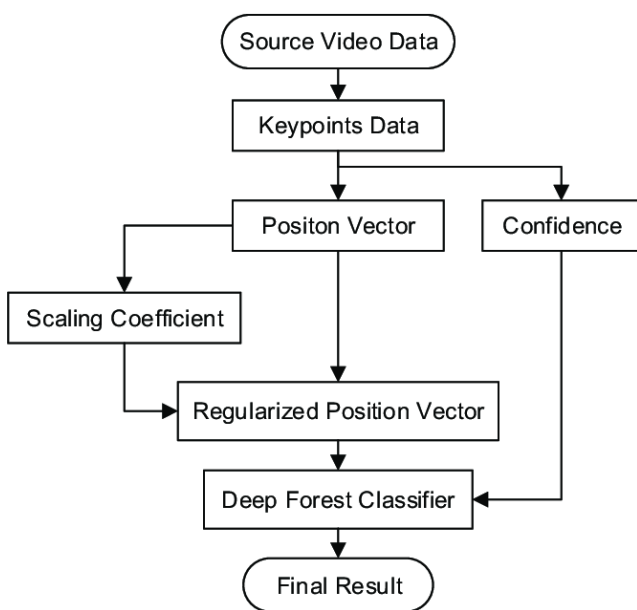 Source Video Data
Keypoints Data
Positon Vector
Confidence
Scaling Coefficient
Regularized Position Vector
Deep Forest Classifier
Final Result